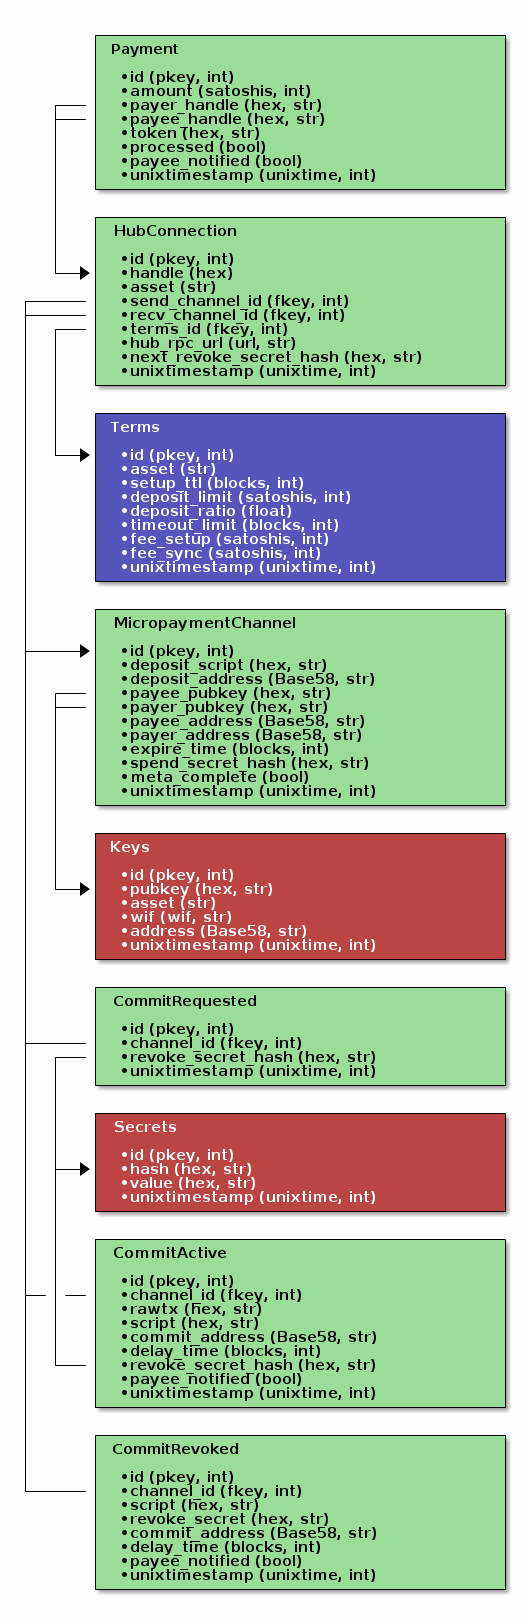 Payment
•id (pkey, int)
•amount (satoshis, int)
•payer_handle (hex, str)
•payee_handle (hex, str)
•token (hex, str)
•processed (bool)
•payee_notified (bool)
•unixtimestamp (unixtime, int)
HubConnection
•id (pkey, int)
•handle (hex)
•asset (str)
•send_channel_id (fkey, int)
•recv_channel_id (fkey, int)
•terms_id (fkey, int)
•hub_rpc_url (url, str)
•next_revoke_secret_hash (hex, str)
•unixtimestamp (unixtime, int)
Terms
•id (pkey, int)
•asset (str)
•setup_ttl (blocks, int)
•deposit_limit (satoshis, int)
•deposit_ratio (float)
•timeout_limit (blocks, int)
•fee_setup (satoshis, int)
•fee_sync (satoshis, int)
•unixtimestamp (unixtime, int)
MicropaymentChannel
•id (pkey, int)
•deposit_script (hex, str)
•deposit_address (Base58, str)
•payee_pubkey (hex, str)
•payer_pubkey (hex, str)
•payee_address (Base58, str)
•payer_address (Base58, str)
•expire_time (blocks, int)
•spend_secret_hash (hex, str)
•meta_complete (bool)
•unixtimestamp (unixtime, int)
Keys
•id (pkey, int)
•pubkey (hex, str)
•asset (str)
•wif (wif, str)
•address (Base58, str)
•unixtimestamp (unixtime, int)
CommitRequested
•id (pkey, int)
•channel_id (fkey, int)
•revoke_secret_hash (hex, str)
•unixtimestamp (unixtime, int)
Secrets
•id (pkey, int)
•hash (hex, str)
•value (hex, str)
•unixtimestamp (unixtime, int)
CommitActive
•id (pkey, int)
•channel_id (fkey, int)
•rawtx (hex, str)
•script (hex, str)
•commit_address (Base58, str)
•delay_time (blocks, int)
•revoke_secret_hash (hex, str)
•payee_notified (bool)
•unixtimestamp (unixtime, int)
CommitRevoked
•id (pkey, int)
•channel_id (fkey, int)
•script (hex, str)
•revoke_secret (hex, str)
•commit_address (Base58, str)
•delay_time (blocks, int)
•payee_notified (bool)
•unixtimestamp (unixtime, int)